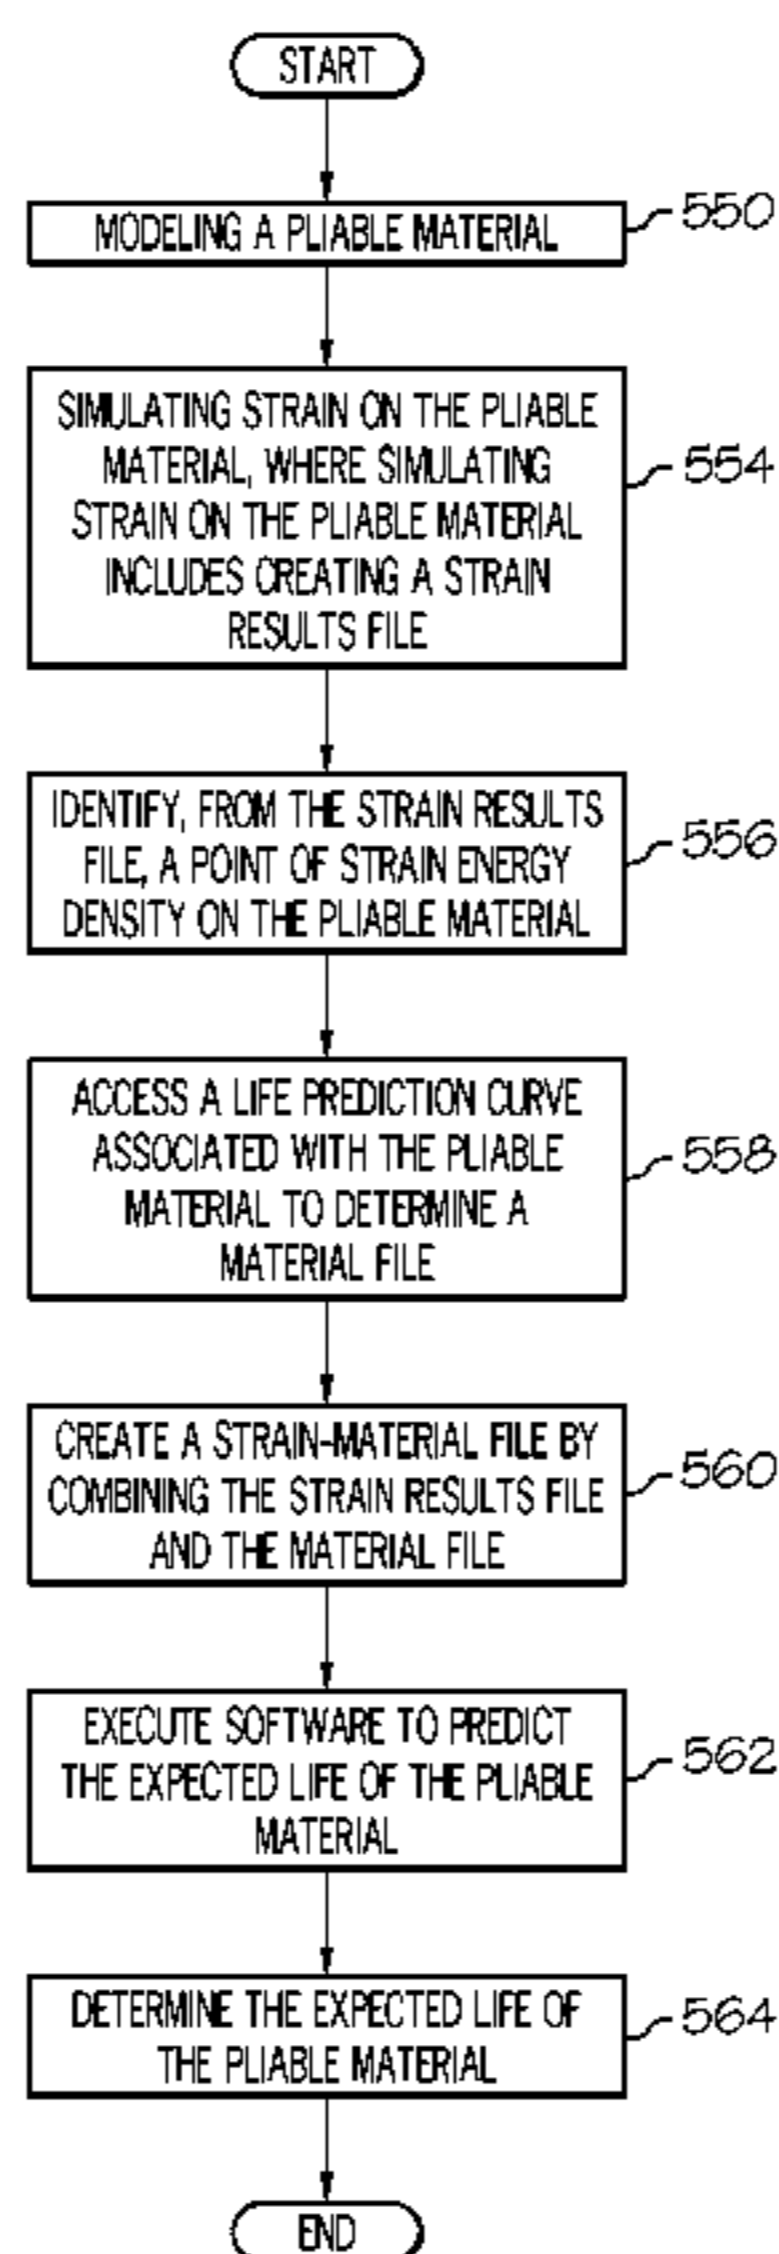 START
MODELING A PLIABLE MATERIAL
550
SIMULATING STRAIN ON THE PLIABLE
MATERIAL, WHERE SIMULATING
STRAIN ON THE PLIABLE MATERIAL
INCLUDES CREATING A STRAIN
RESULTS FILE
554
IDENTIFY, FROM THE STRAIN RESULTS
FILE, A POINT OF STRAIN ENERGY
DENSITY ON THE PLIABLE MATERIAL
556
ACCESS A LIFE PREDICTION CURVE
ASSOCIATED WITH THE PLIABLE
MATERIAL TO DETERMINE A
MATERIAL FILE
558
CREATE A STRAIN-MATERIAL FILE BY
COMBINING THE STRAIN RESULTS FILE
AND THE MATERIAL FILE
560
EXECUTE SOFTWARE TO PREDICT
THE EXPECTED LIFE OF THE PLIABLE
MATERIAL
562
DETERMINE THE EXPECTED LIFE OF
THE PLIABLE MATERIAL
564
END